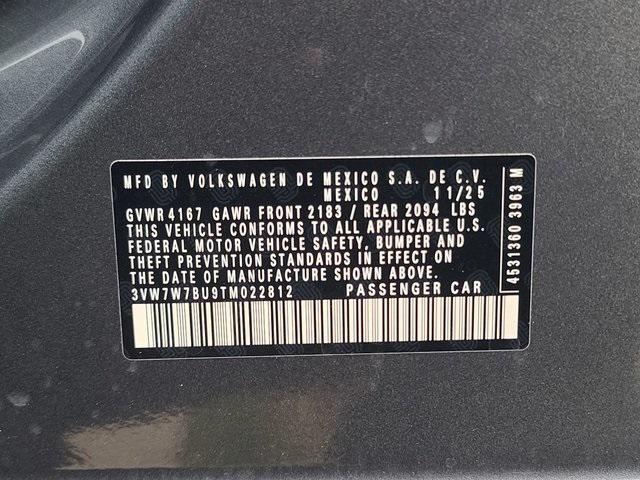 MFD BY VOLKSWAGEN DE MEXICO S.A. DE C.V.
MEXICO 11/25
GVWR 4167 GAWR FRONT 2183 / REAR 2094 LBS
THIS VEHICLE CONFORMS TO ALL APPLICABLE U.S.
FEDERAL MOTOR VEHICLE SAFETY, BUMPER AND
THEFT PREVENTION STANDARDS IN EFFECT ON
THE DATE OF MANUFACTURE SHOWN ABOVE.
3VW7W7BU9TM022812 PASSENGER CAR
4531360 3963 M